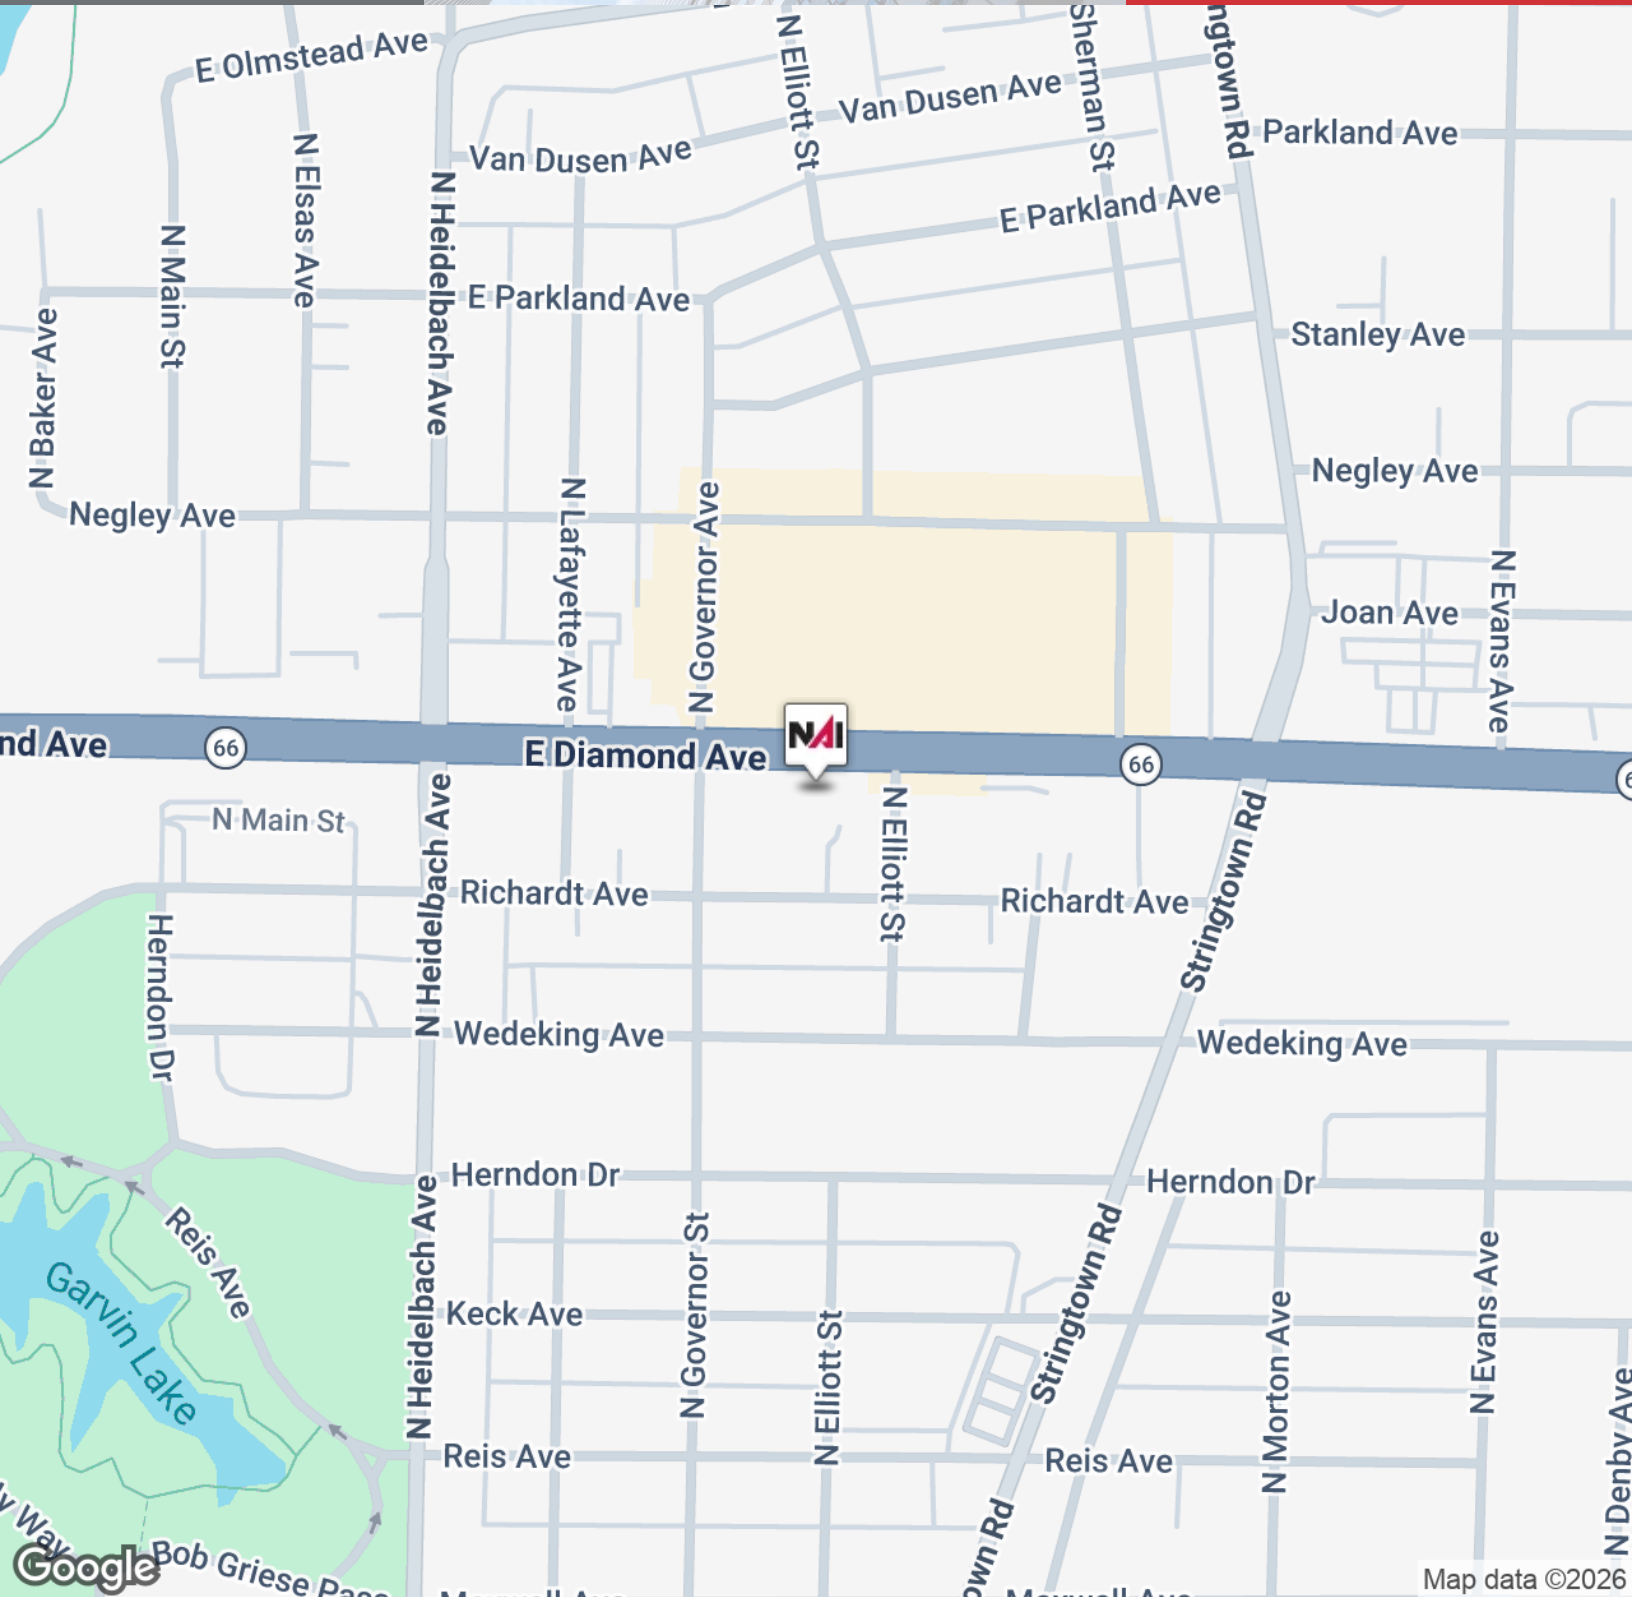 E Olmstead Ave
N Elliott St
Sherman St
ngtown Rd
Van Dusen Ave
Van Dusen Ave
Parkland Ave
N Elsas Ave
N Heidelbach Ave
N Main St
E Parkland Ave
E Parkland Ave
N Baker Ave
Stanley Ave
Negley Ave
Negley Ave
N Lafayette Ave
N Governor Ave
N Evans Ave
Joan Ave
nd Ave
66
E Diamond Ave
NAI
66
N Main St
N Heidelbach Ave
N Elliott St
Stringtown Rd
Richardt Ave
Richardt Ave
Herndon Dr
Wedeking Ave
Wedeking Ave
Herndon Dr
Herndon Dr
Reis Ave
N Heidelbach Ave
N Governor St
Stringtown Rd
Garvin Lake
Keck Ave
N Elliott St
N Morton Ave
N Evans Ave
N Denby Ave
Reis Ave
Reis Ave
y Way
own Rd
Bob Griese Pass
Google
Map data ©2026